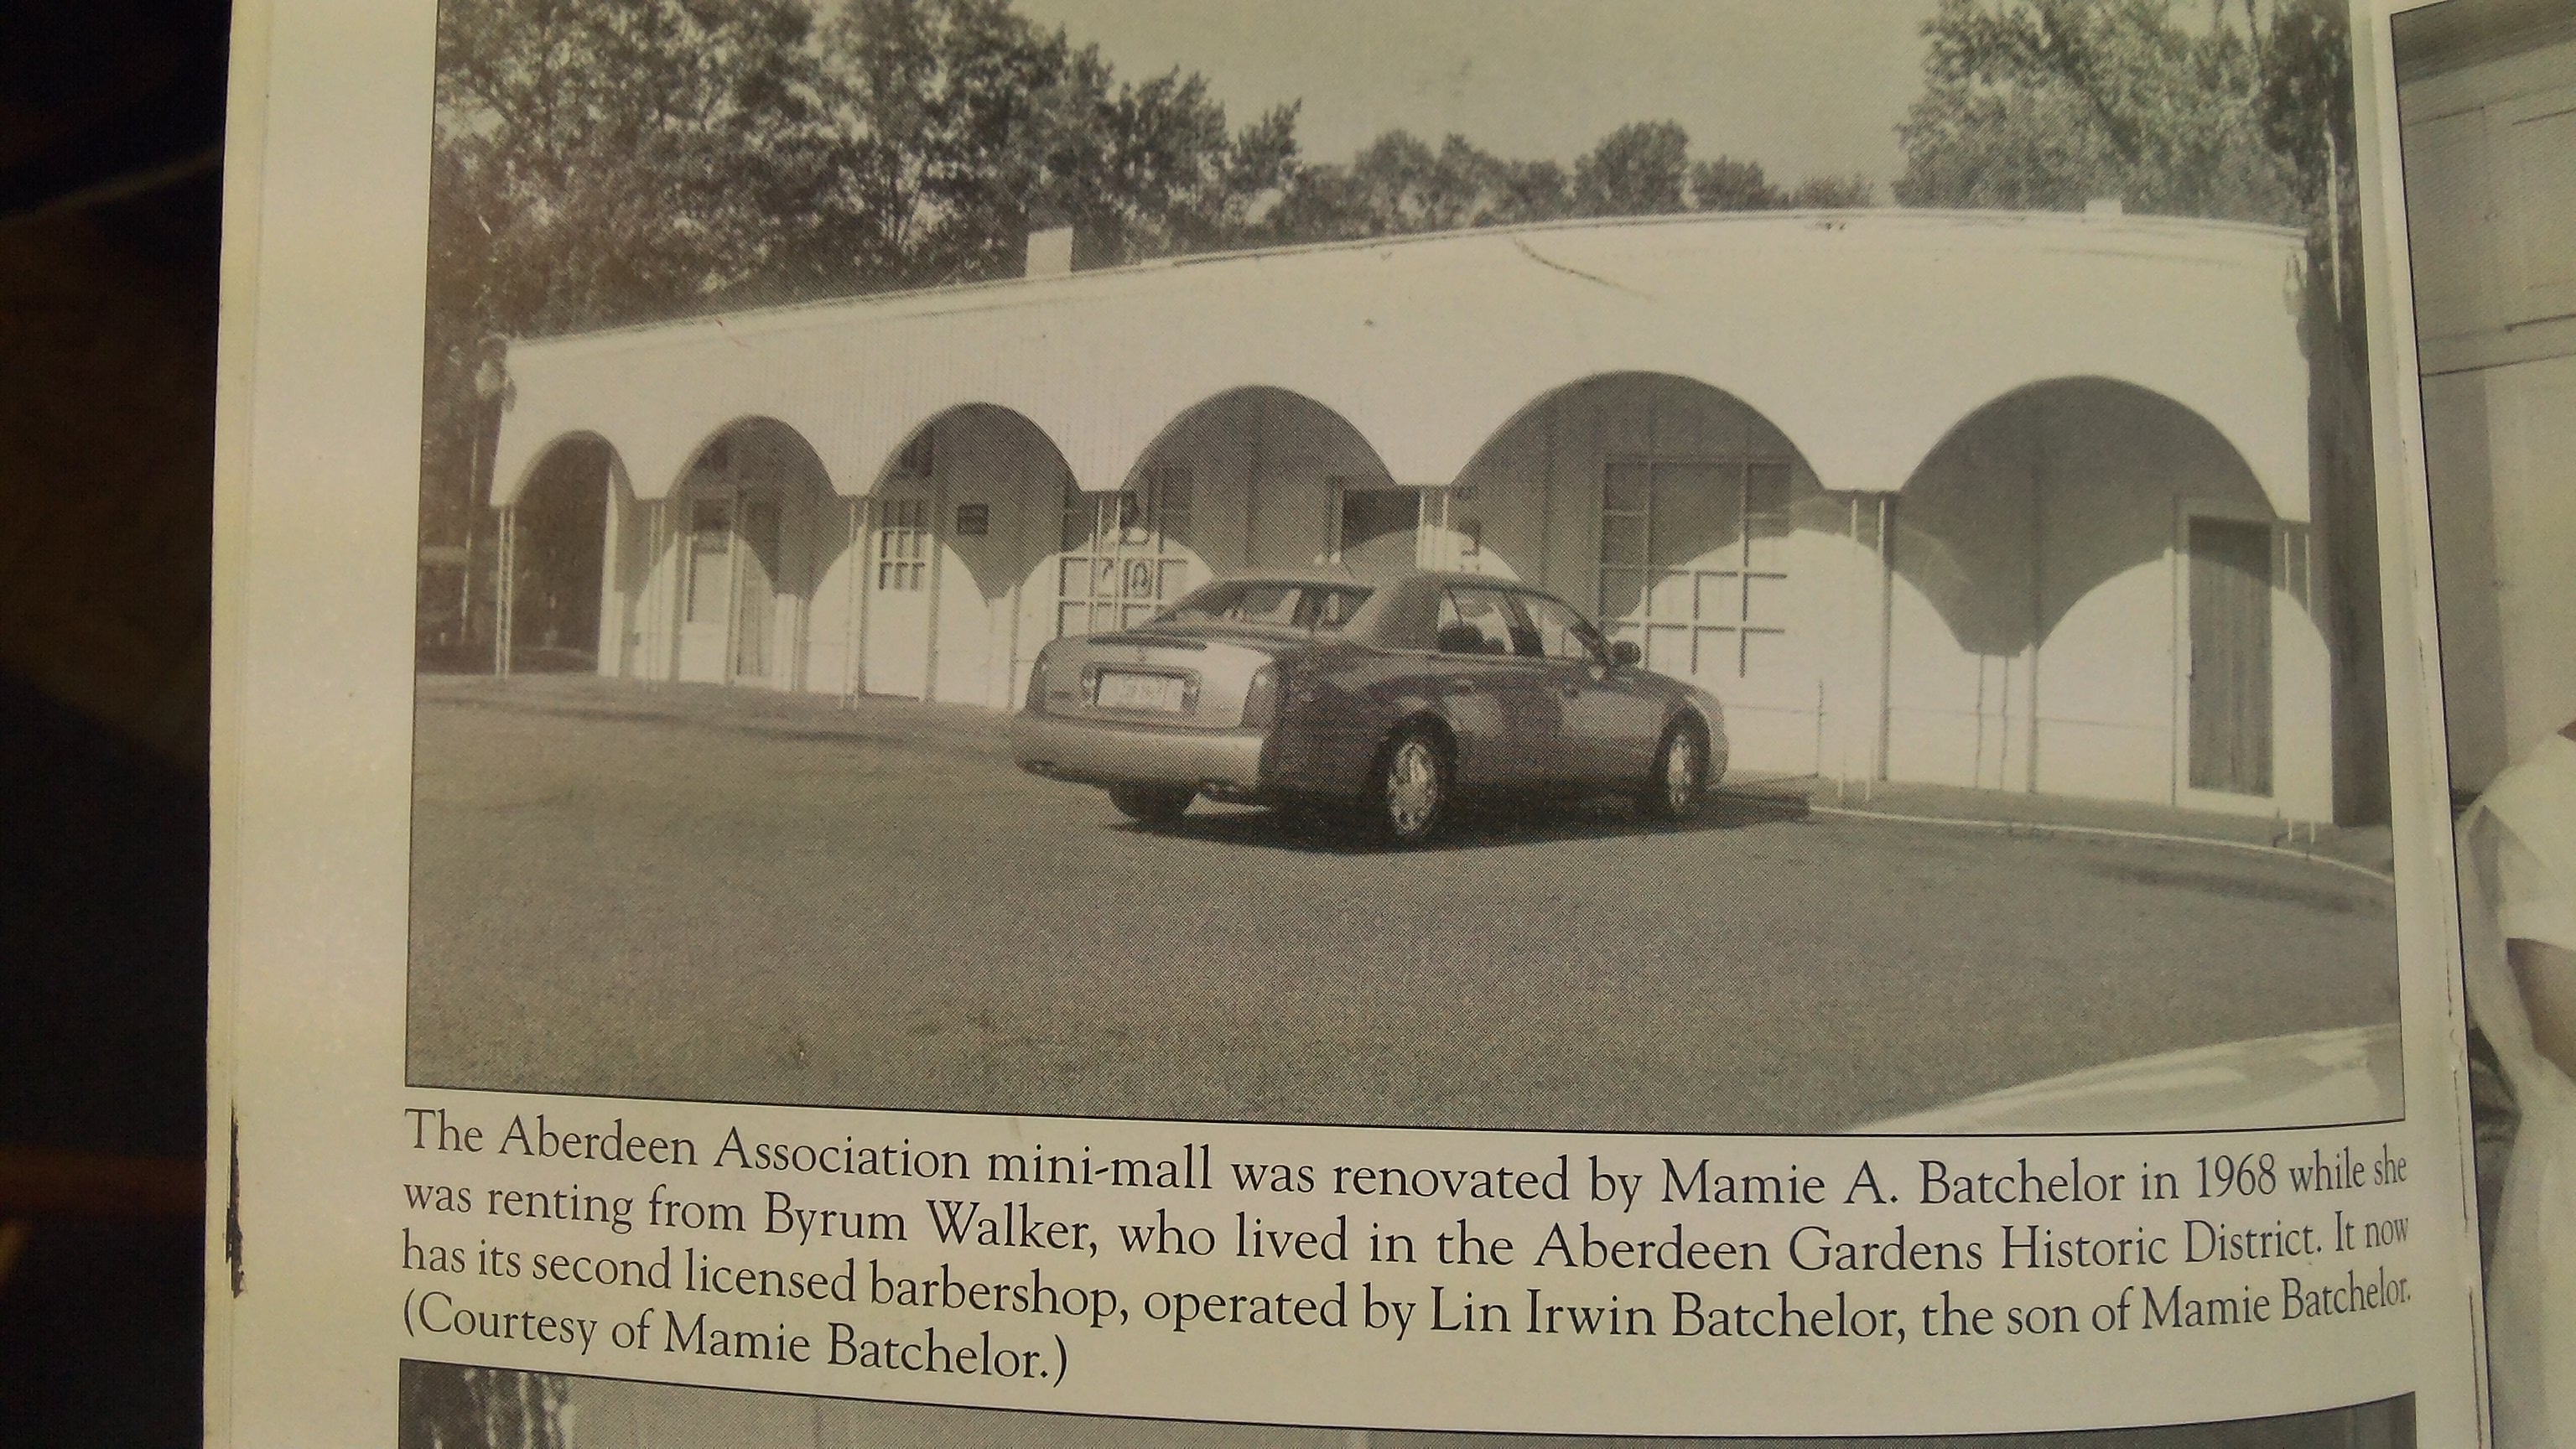 The Aberdeen Association mini-mall was renovated by Mamie A. Batchelor in 1968 while she
was renting from Byrum Walker, who lived in the Aberdeen Gardens Historic District. It now
has its second licensed barbershop, operated by Lin Irwin Batchelor, the son of Mamie Batchelor.
(Courtesy of Mamie Batchelor.)